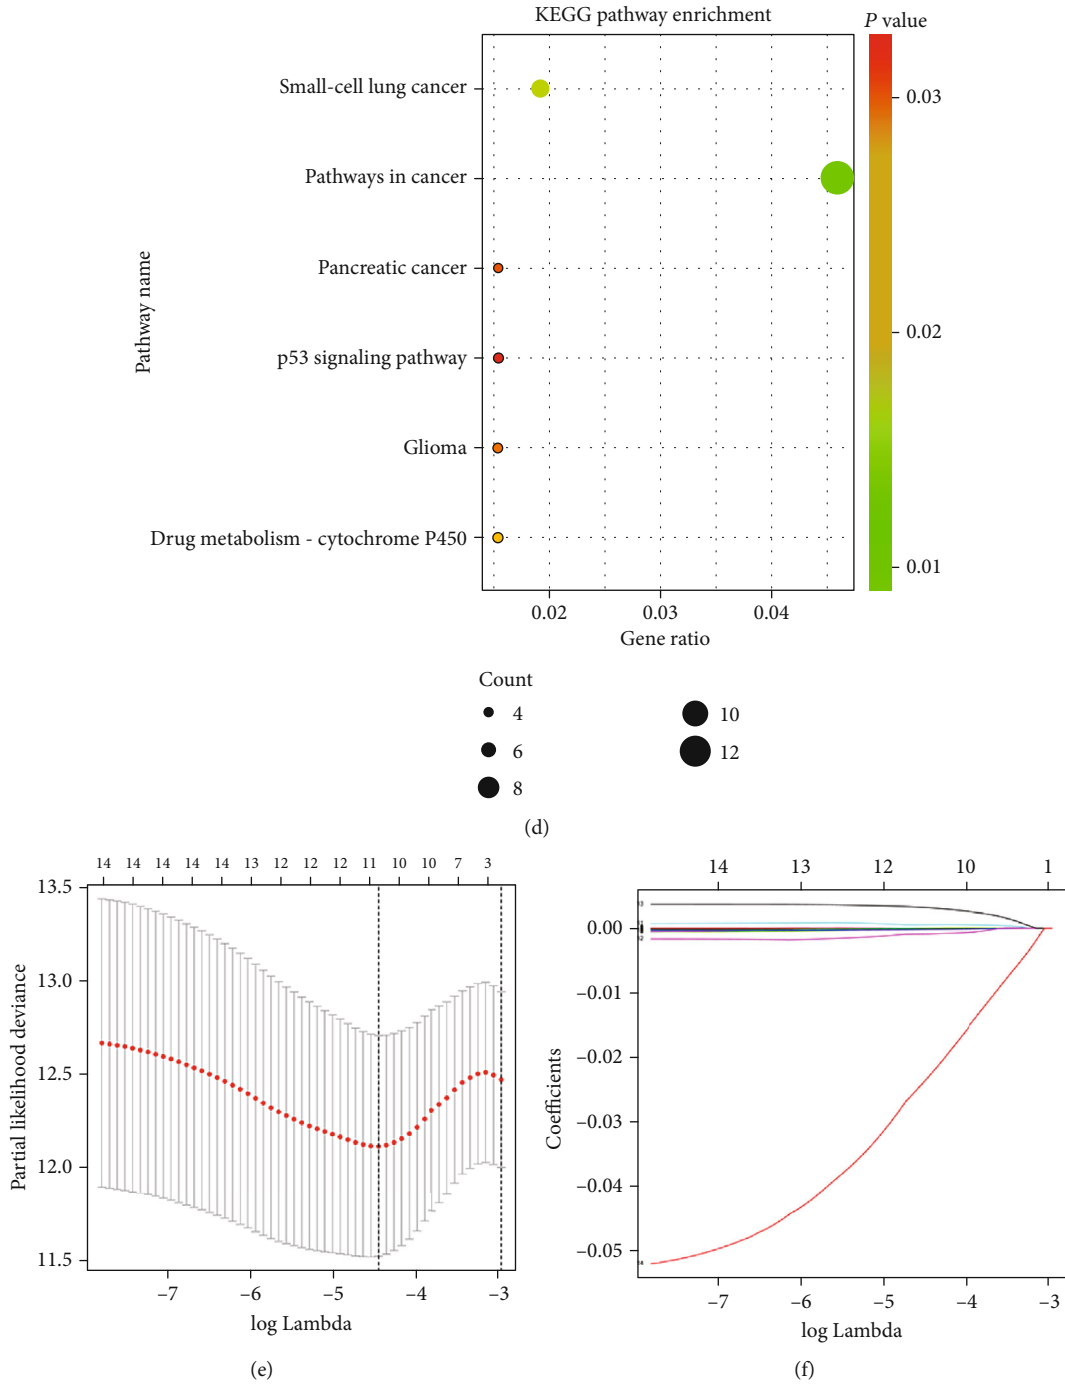 KEGG pathway enrichment
P value
Small-cell lung cancer
Pathways in cancer
Pancreatic cancer
p53 signaling pathway
Glioma
Drug metabolism - cytochrome P450
Pathway name
0.03
0.02
0.01
0.02 0.03 0.04
Gene ratio
Count
4 10
6 12
8
(d)
14 14 14 14 14 13 12 12 12 11 10 10 7 3
13.5
13.0
12.5
12.0
11.5
Partial likelihood deviance
–7 –6 –5 –4 –3
log Lambda
(e)
14 13 12 10 1
0.00
–0.01
–0.02
–0.03
–0.04
–0.05
Coefficients
–7 –6 –5 –4 –3
log Lambda
(f)